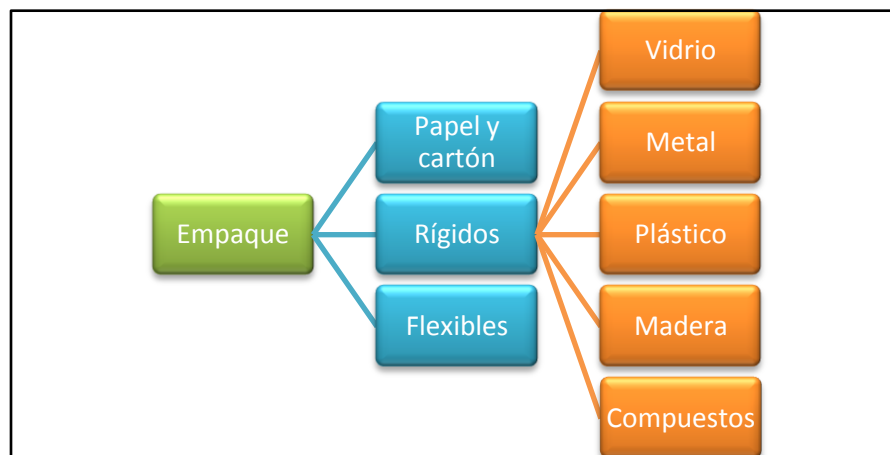 Empaque
Papel y
cartón
Rígidos
Flexibles
Vidrio
Metal
Plástico
Madera
Compuestos